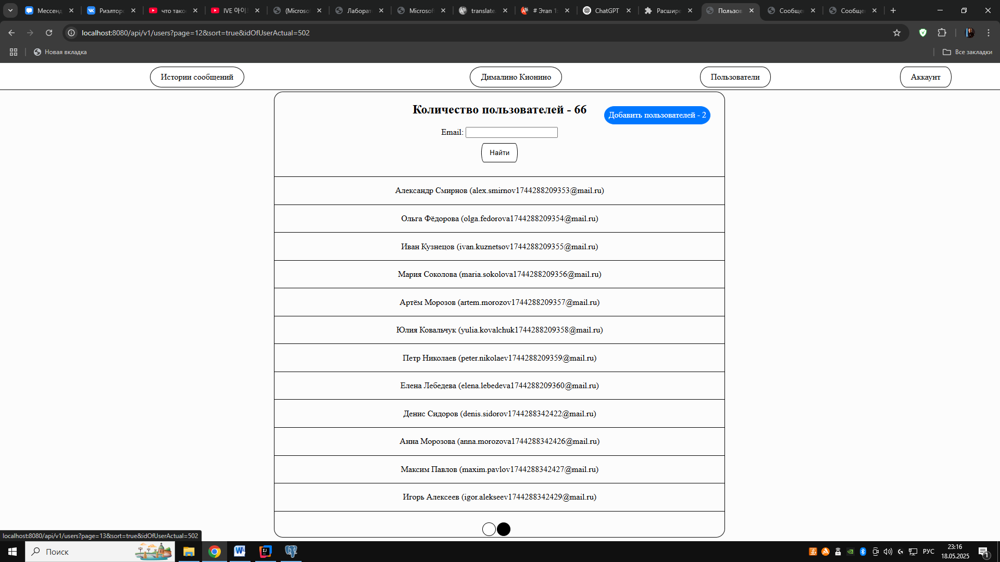 Мессенд
Риэлтор
что тако
IVE 아이
(Microso
Лаборат
Microsof
translate
# Этап 1
ChatGPT
Расшире
Пользов
Сообще
Сообще
localhost:8080/api/v1/users?page=12&sort=true&idOfUserActual=502
Новая вкладка
Все закладки
Истории сообщений
Дималино Кионино
Пользователи
Аккаунт
Количество пользователей - 66
Добавить пользователей - 2
Email:
Найти
Александр Смирнов (alex.smirnov1744288209353@mail.ru)
Ольга Фёдорова (olga.fedorova1744288209354@mail.ru)
Иван Кузнецов (ivan.kuznetsov1744288209355@mail.ru)
Мария Соколова (maria.sokolova1744288209356@mail.ru)
Артём Морозов (artem.morozov1744288209357@mail.ru)
Юлия Ковальчук (yulia.kovalchuk1744288209358@mail.ru)
Петр Николаев (peter.nikolaev1744288209359@mail.ru)
Елена Лебедева (elena.lebedeva1744288209360@mail.ru)
Денис Сидоров (denis.sidorov1744288342422@mail.ru)
Анна Морозова (anna.morozova1744288342426@mail.ru)
Максим Павлов (maxim.pavlov1744288342427@mail.ru)
Игорь Алексеев (igor.alekseev1744288342429@mail.ru)
localhost:8080/api/v1/users?page=13&sort=true&idOfUserActual=502
Поиск
РУС
23:16
18.05.2025
1